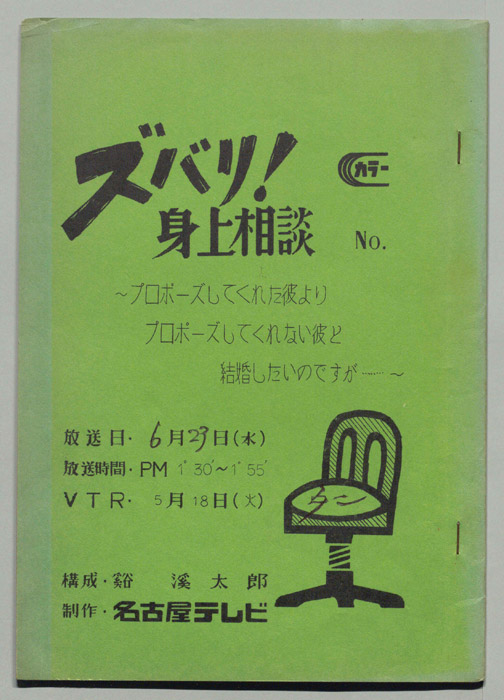 ズバリ!
カラー
身上相談
No.
～プロポーズしてくれた彼より
プロポーズしてくれない彼と
結婚したいのですが……～
放送日・6月23日(水)
放送時間・PM 1°30′～1°55′
VTR・5月18日(火)
構成・谿 溪太郎
制作・名古屋テレビ